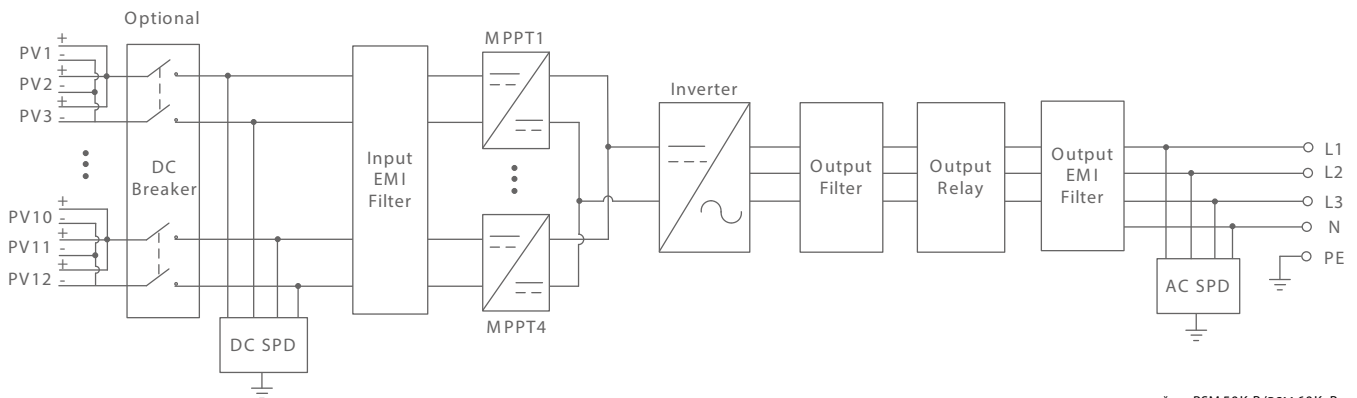 Optional
+
PV1
-
+
PV2
-
+
PV3
-
DC
Breaker
+
PV10
-
+
PV11
-
+
PV12
-
DC SPD
Input
EMI
Filter
MPPT1
MPPT4
Inverter
Output
Filter
Output
Relay
Output
EMI
Filter
AC SPD
L1
L2
L3
N
PE